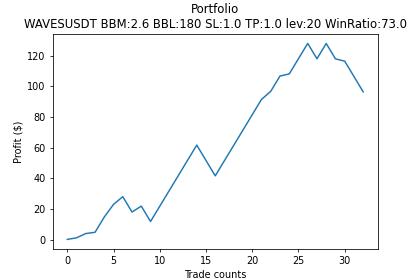 Portfolio
WAVESUSDT BBM:2.6 BBL:180 SL:1.0 TP:1.0 lev:20 WinRatio:73.0
120
100
80
60
40
20
0
Profit ($)
0 5 10 15 20 25 30
Trade counts